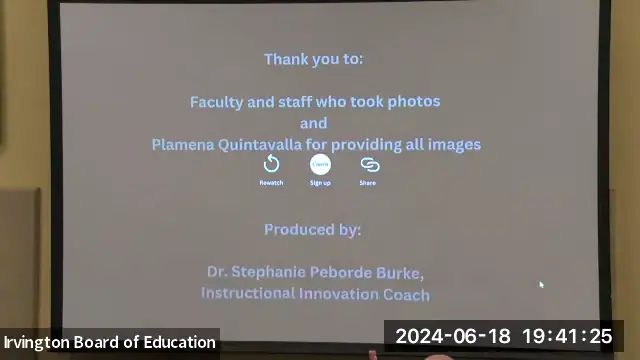 Thank you to:
Faculty and staff who took photos
and
Plamena Quintavalla for providing all images
Rewatch
Canva
Sign up
Share
Produced by:
Dr. Stephanie Peborde Burke,
Instructional Innovation Coach
Irvington Board of Education
2024-06-18 19:41:25